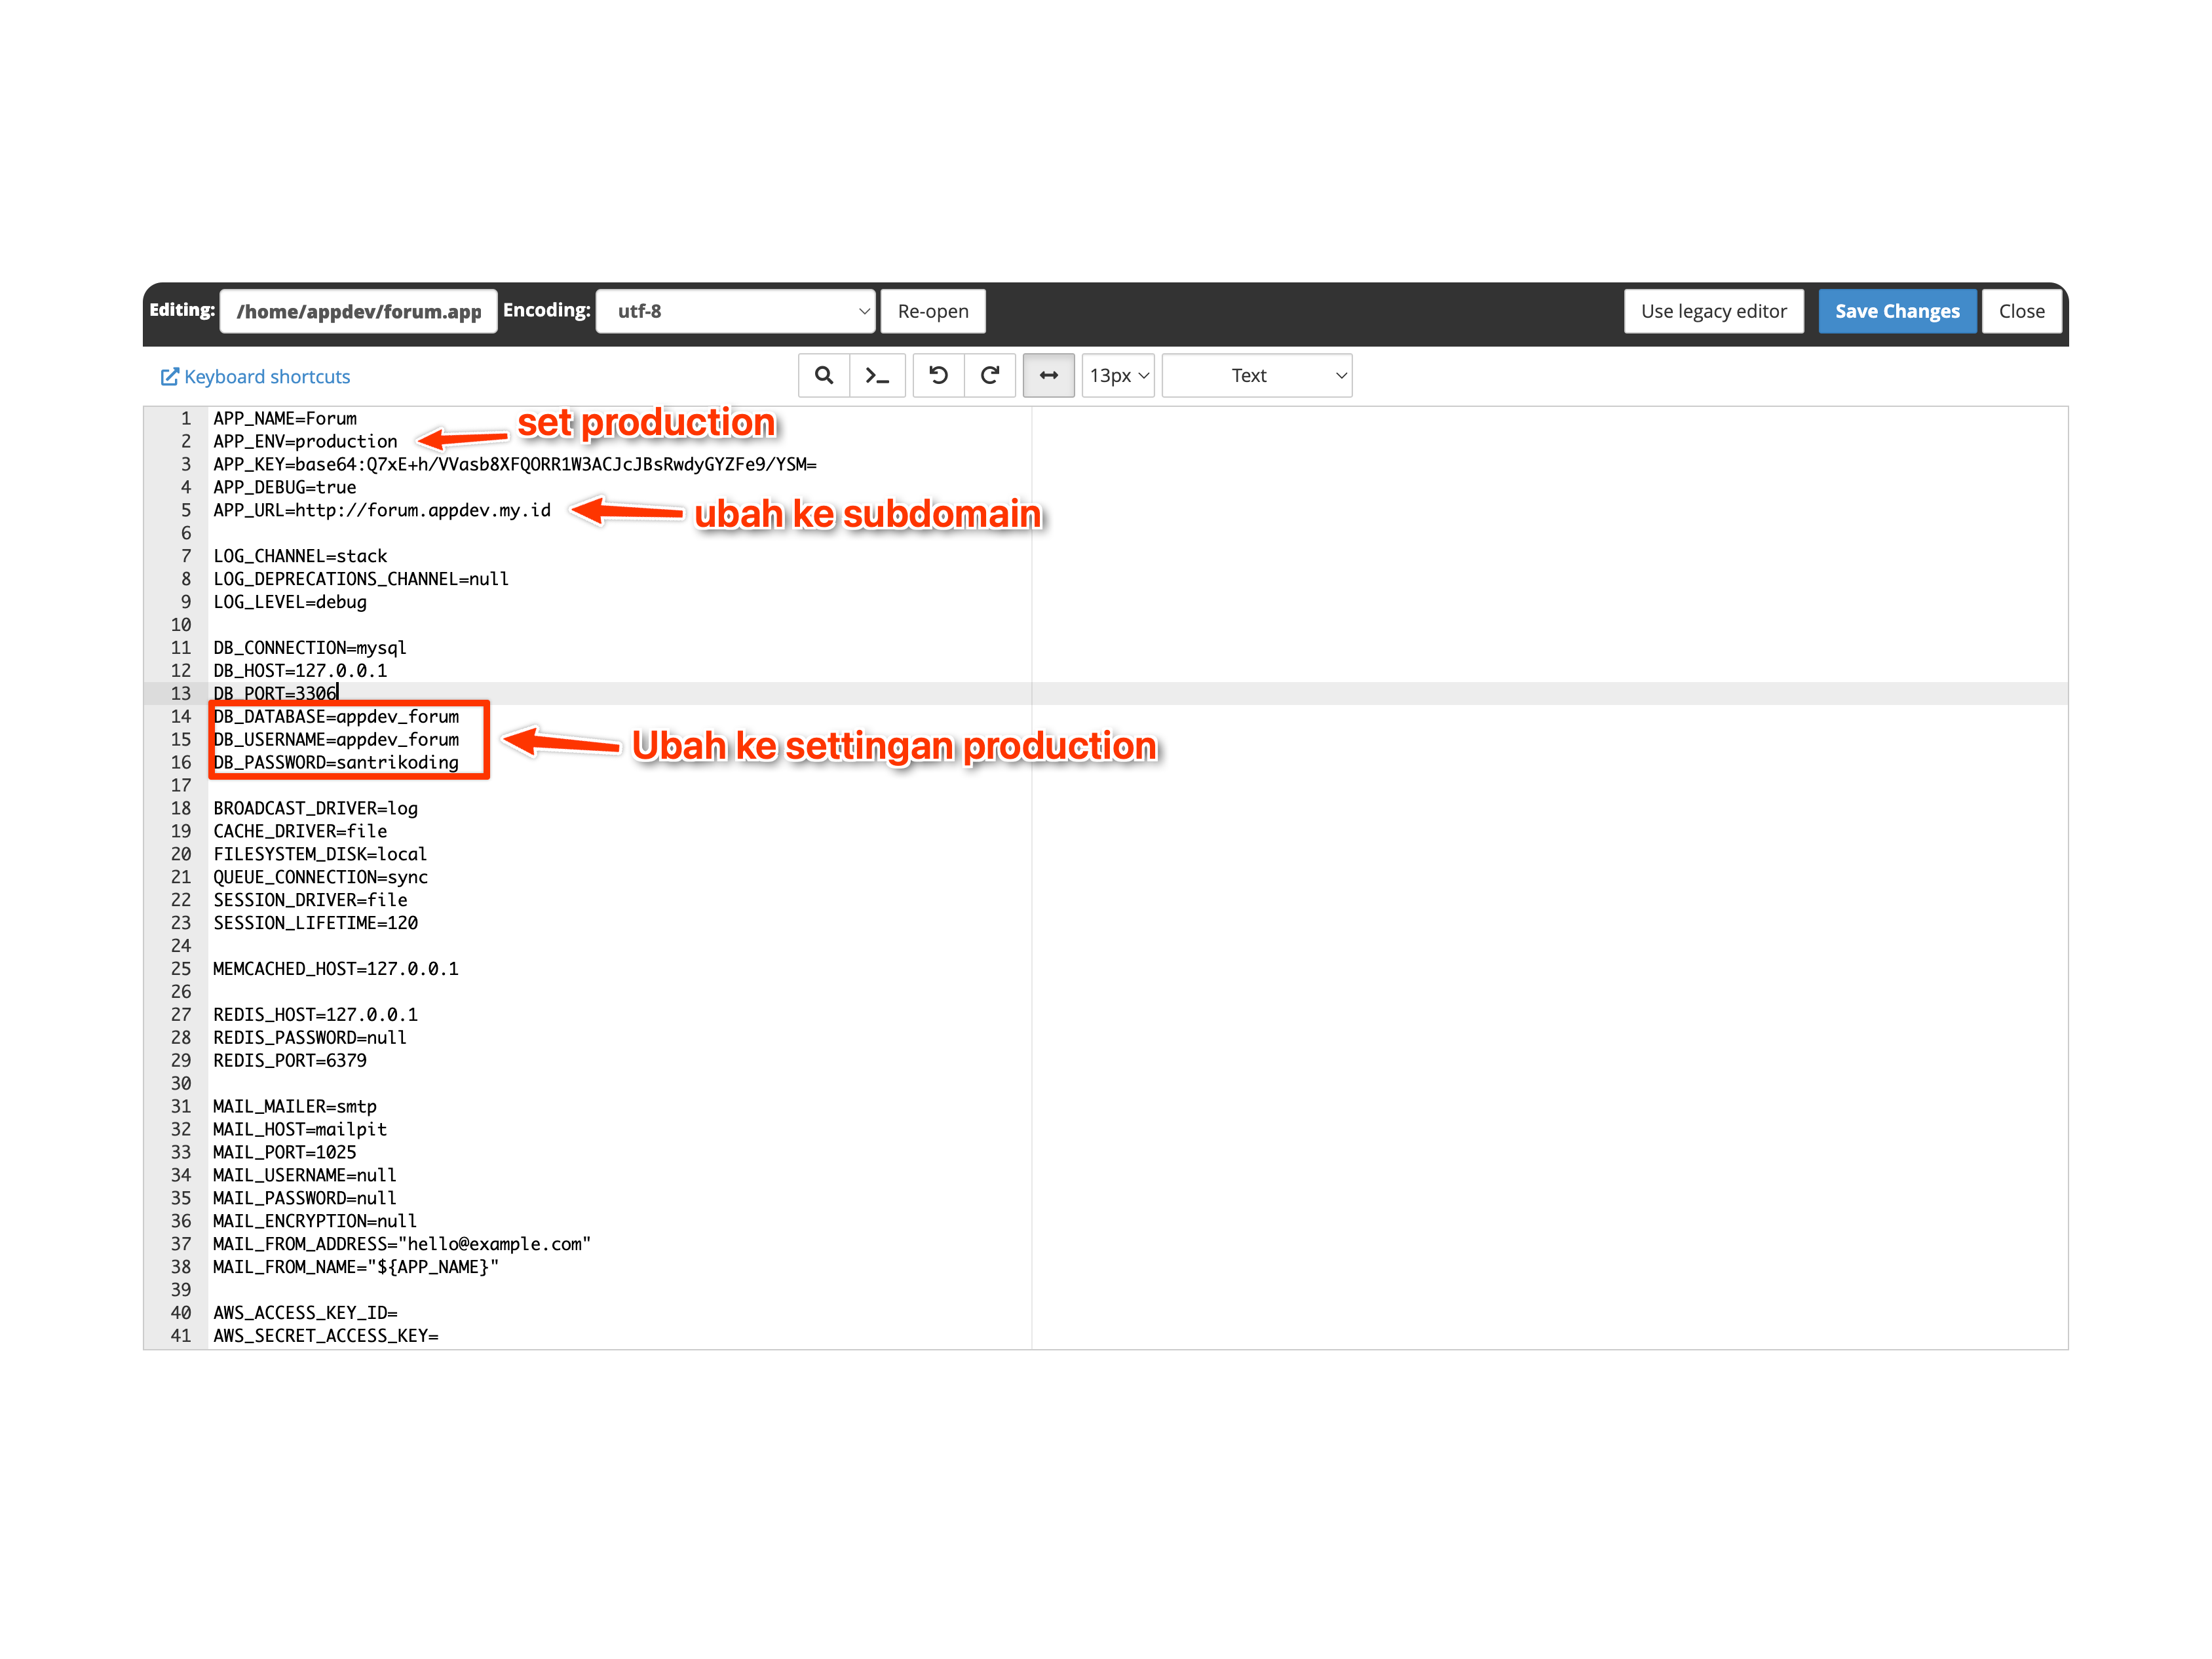 Editing: /home/appdev/forum.app Encoding: utf-8 Re-open Use legacy editor Save Changes Close
Keyboard shortcuts 13px Text
1 APP_NAME=Forum
set production
2 APP_ENV=production
3 APP_KEY=base64:Q7xE+h/VVasb8XFQORR1W3ACJcJBsRwdyGYZFe9/YSM=
4 APP_DEBUG=true
5 APP_URL=http://forum.appdev.my.id ubah ke subdomain
6
7 LOG_CHANNEL=stack
8 LOG_DEPRECATIONS_CHANNEL=null
9 LOG_LEVEL=debug
10
11 DB_CONNECTION=mysql
12 DB_HOST=127.0.0.1
13 DB_PORT=3306
14 DB_DATABASE=appdev_forum
15 DB_USERNAME=appdev_forum Ubah ke settingan production
16 DB_PASSWORD=santrikoding
17
18 BROADCAST_DRIVER=log
19 CACHE_DRIVER=file
20 FILESYSTEM_DISK=local
21 QUEUE_CONNECTION=sync
22 SESSION_DRIVER=file
23 SESSION_LIFETIME=120
24
25 MEMCACHED_HOST=127.0.0.1
26
27 REDIS_HOST=127.0.0.1
28 REDIS_PASSWORD=null
29 REDIS_PORT=6379
30
31 MAIL_MAILER=smtp
32 MAIL_HOST=mailpit
33 MAIL_PORT=1025
34 MAIL_USERNAME=null
35 MAIL_PASSWORD=null
36 MAIL_ENCRYPTION=null
37 MAIL_FROM_ADDRESS="hello@example.com"
38 MAIL_FROM_NAME="${APP_NAME}"
39
40 AWS_ACCESS_KEY_ID=
41 AWS_SECRET_ACCESS_KEY=